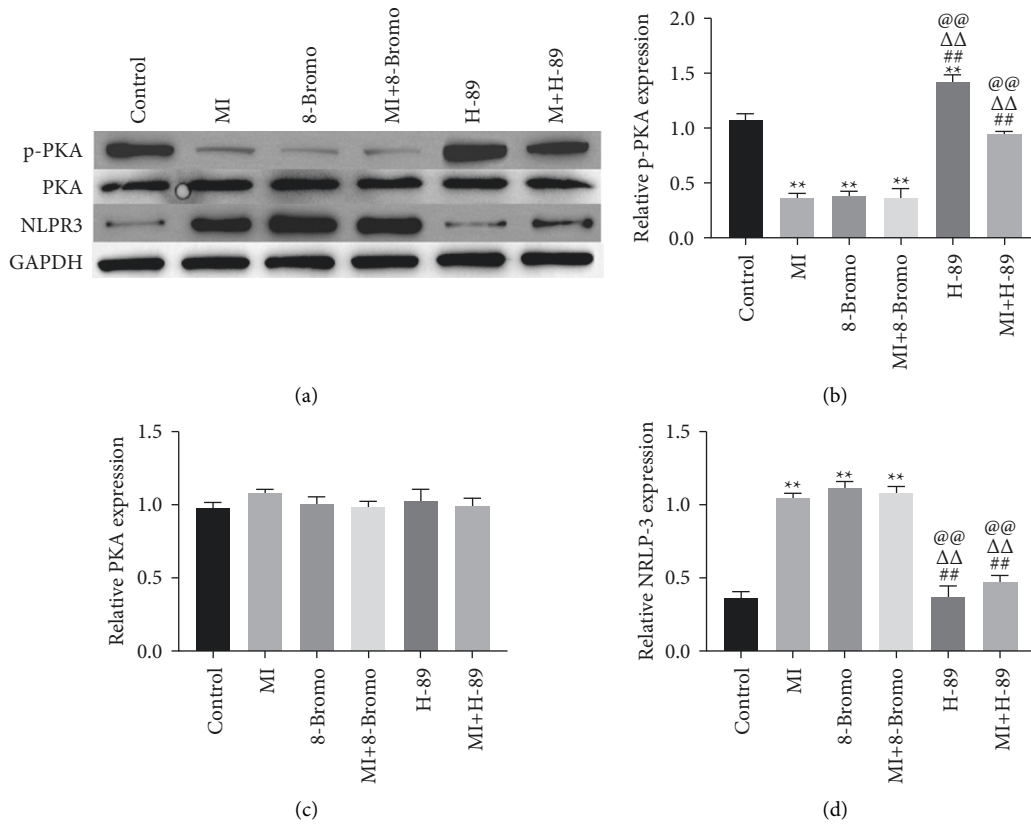 Control
MI
8-Bromo
MI+8-Bromo
H-89
M+H-89
p-PKA
PKA
NLPR3
GAPDH
(a)
Relative p-PKA expression
2.0
1.5
1.0
0.5
0.0
**
**
**
@@
ΔΔ
##
**
@@
ΔΔ
##
Control
MI
8-Bromo
MI+8-Bromo
H-89
MI+H-89
(b)
Relative PKA expression
1.5
1.0
0.5
0.0
Control
MI
8-Bromo
MI+8-Bromo
H-89
MI+H-89
(c)
Relative NRLP-3 expression
1.5
1.0
0.5
0.0
**
**
**
@@
ΔΔ
##
@@
ΔΔ
##
Control
MI
8-Bromo
MI+8-Bromo
H-89
MI+H-89
(d)